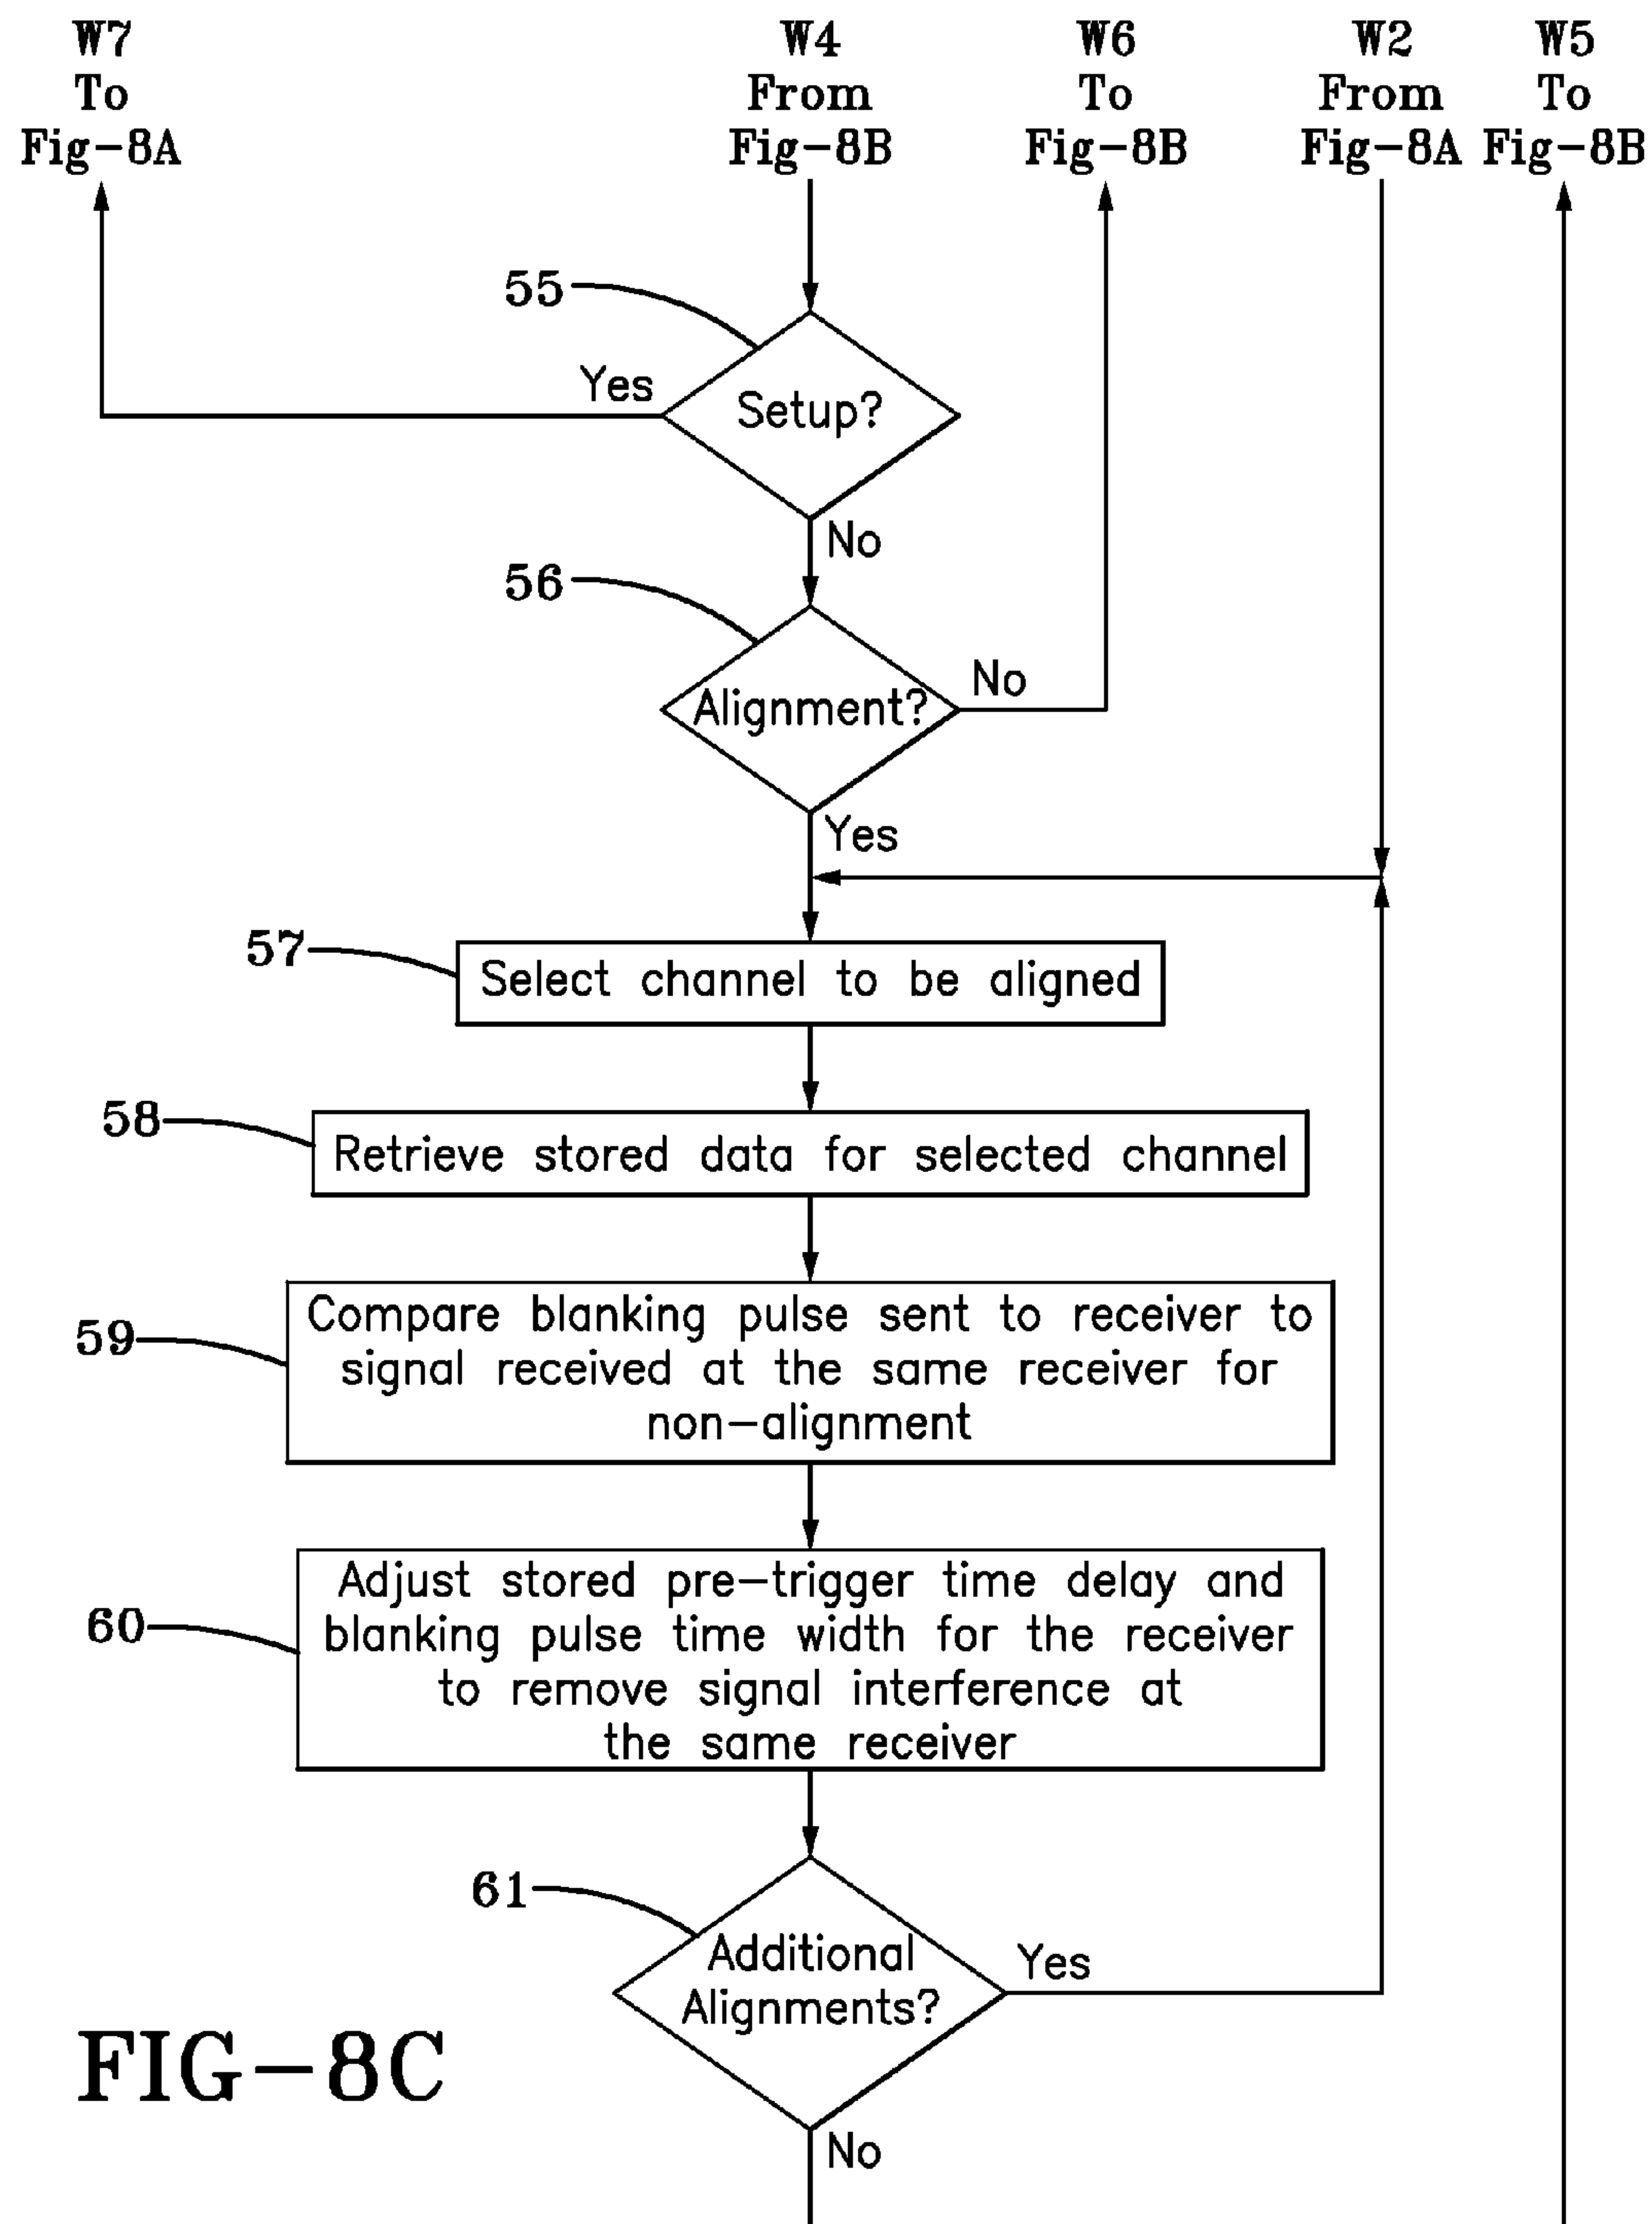 W7
To
Fig-8A
W4
From
Fig-8B
W6
To
Fig-8B
W2
From
Fig-8A
W5
To
Fig-8B
55
Yes
Setup?
No
56
Alignment?
No
Yes
57
Select channel to be aligned
58
Retrieve stored data for selected channel
59
Compare blanking pulse sent to receiver to
signal received at the same receiver for
non-alignment
60
Adjust stored pre-trigger time delay and
blanking pulse time width for the receiver
to remove signal interference at
the same receiver
61
Additional
Alignments?
Yes
No
FIG-8C